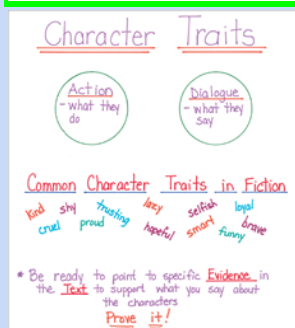 Character Traits
Action
- what they
do
Dialogue
- what they
say
Common Character Traits in Fiction
kind shy trusting lazy selfish loyal
cruel proud hopeful smart funny brave
* Be ready to point to specific Evidence in
the Text to support what you say about
the characters
Prove it!